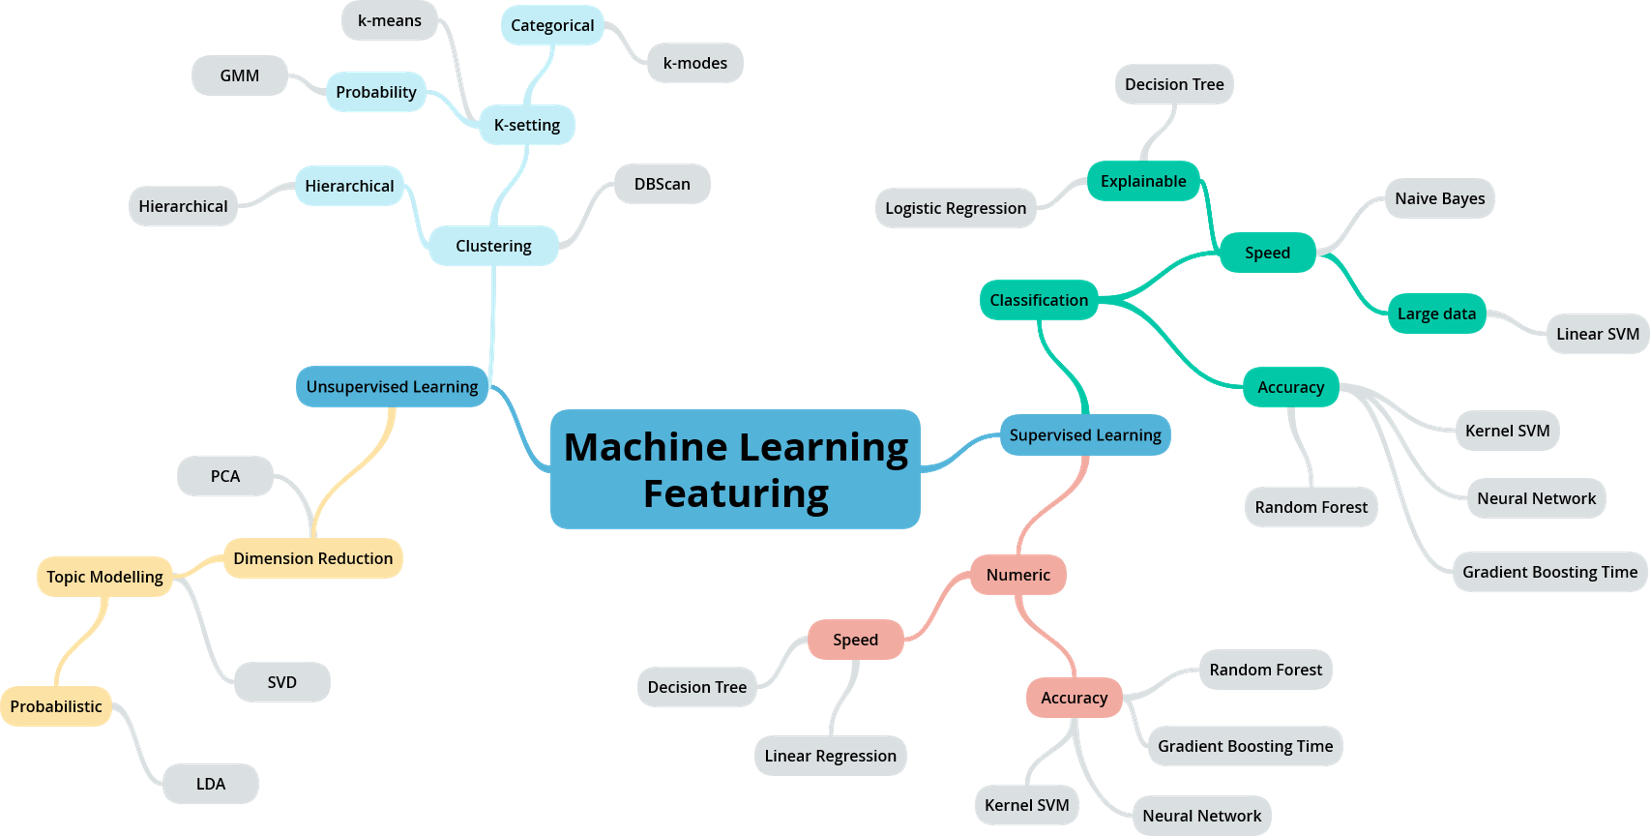 k-means
Categorical
k-modes
GMM
Probability
K-setting
Hierarchical
Hierarchical
DBScan
Clustering
Unsupervised Learning
PCA
Dimension Reduction
Topic Modelling
SVD
Probabilistic
LDA
Machine Learning
Featuring
Decision Tree
Explainable
Logistic Regression
Naive Bayes
Speed
Classification
Large data
Linear SVM
Accuracy
Kernel SVM
Neural Network
Random Forest
Gradient Boosting Time
Supervised Learning
Numeric
Speed
Decision Tree
Linear Regression
Accuracy
Random Forest
Gradient Boosting Time
Kernel SVM
Neural Network